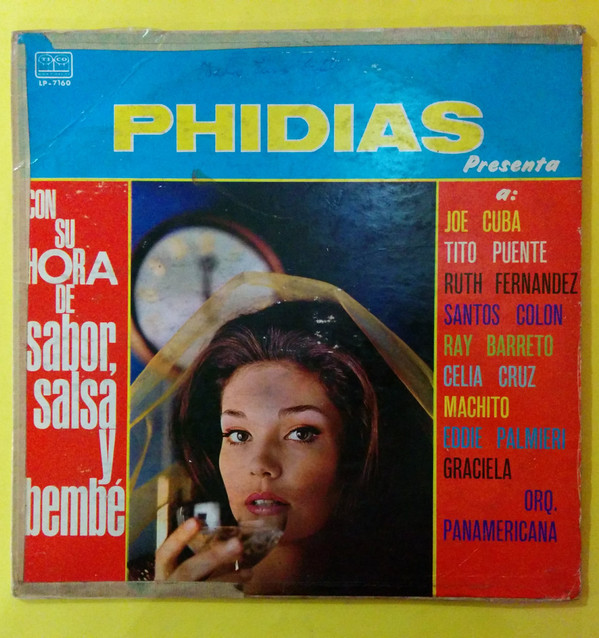 TICO
LP-7160
PHIDIAS
Presenta
a:
CON
SU
HORA
DE
sabor,
salsa
y
bembé
JOE CUBA
TITO PUENTE
RUTH FERNANDEZ
SANTOS COLON
RAY BARRETO
CELIA CRUZ
MACHITO
EDDIE PALMIERI
GRACIELA
ORQ.
PANAMERICANA